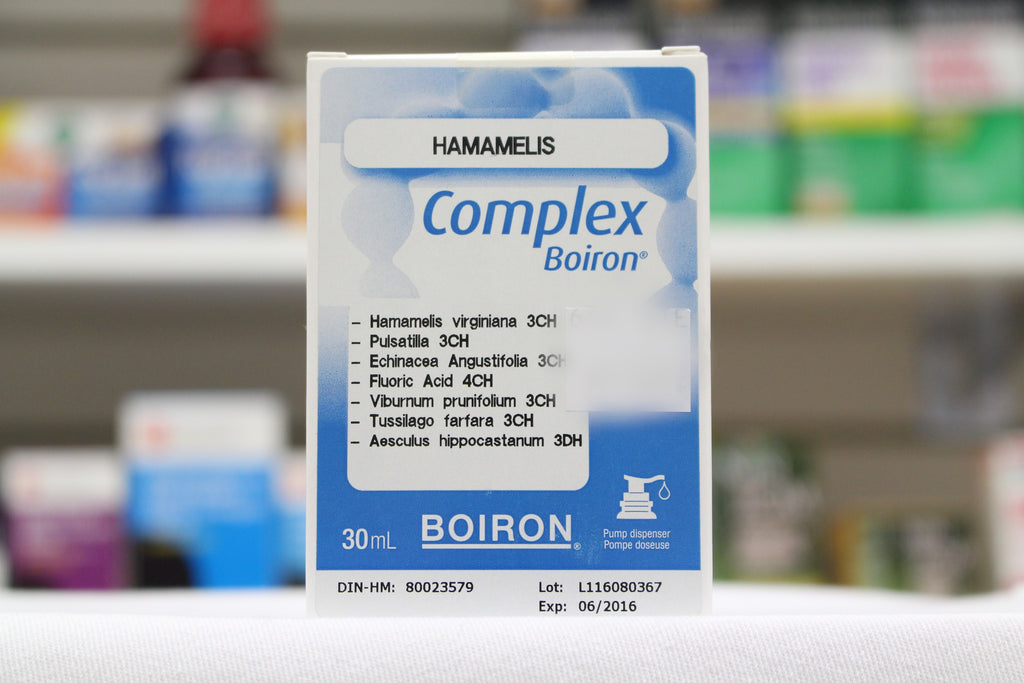 HAMAMELIS
Complex
Boiron®
– Hamamelis virginiana 3CH
– Pulsatilla 3CH
– Echinacea Angustifolia 3CH
– Fluoric Acid 4CH
– Viburnum prunifolium 3CH
– Tussilago farfara 3CH
– Aesculus hippocastanum 3DH
30mL
BOIRON®
Pump dispenser
Pompe doseuse
DIN-HM: 80023579
Lot: L116080367
Exp: 06/2016